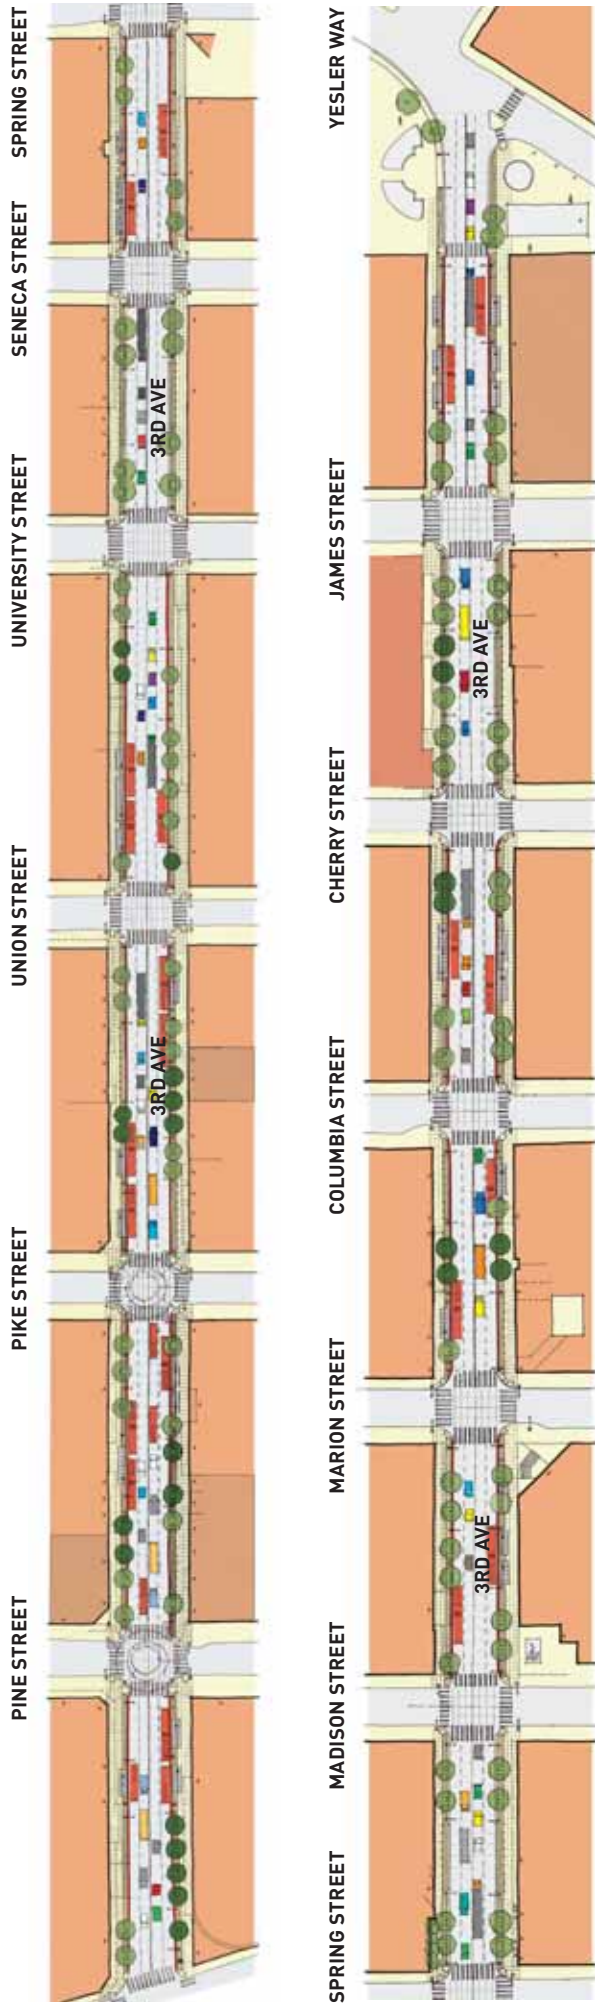 SPRING STREET
SENECA STREET
3RD AVE
UNIVERSITY STREET
UNION STREET
3RD AVE
PIKE STREET
PINE STREET
YESLER WAY
JAMES STREET
3RD AVE
CHERRY STREET
COLUMBIA STREET
MARION STREET
3RD AVE
MADISON STREET
SPRING STREET